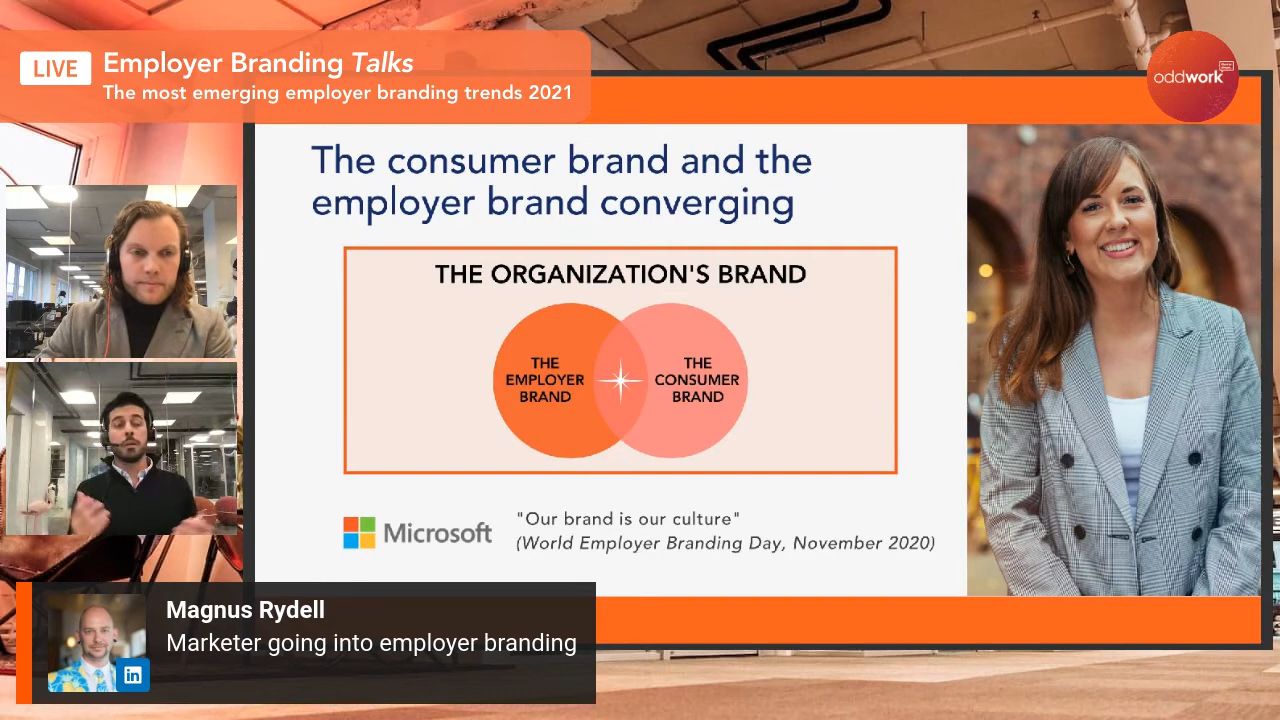 LIVE
Employer Branding Talks
The most emerging employer branding trends 2021
oddwork
The consumer brand and the
employer brand converging
THE ORGANIZATION'S BRAND
THE
EMPLOYER
BRAND
THE
CONSUMER
BRAND
Microsoft
"Our brand is our culture"
(World Employer Branding Day, November 2020)
Magnus Rydell
Marketer going into employer branding
in